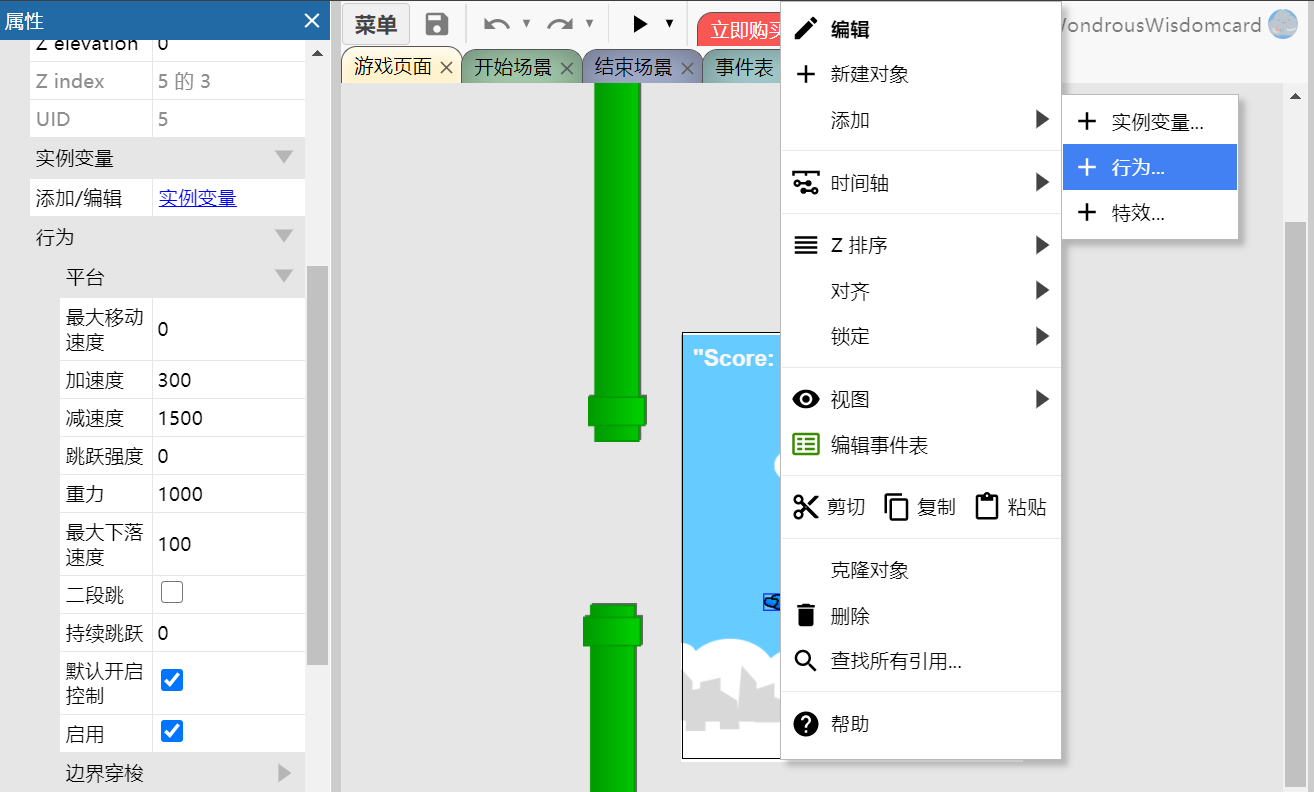 属性
Z elevation 0
Z index 5 的 3
UID 5
实例变量
添加/编辑 实例变量
行为
平台
最大移动
速度 0
加速度 300
减速度 1500
跳跃强度 0
重力 1000
最大下落
速度 100
二段跳
持续跳跃 0
默认开启
控制
启用
边界穿梭
菜单
立即购买
游戏页面 开始场景 结束场景 事件表
"Score:
编辑
新建对象
添加
时间轴
Z 排序
对齐
锁定
视图
编辑事件表
剪切 复制 粘贴
克隆对象
删除
查找所有引用...
帮助
实例变量...
行为...
特效...
WondrousWisdomcard